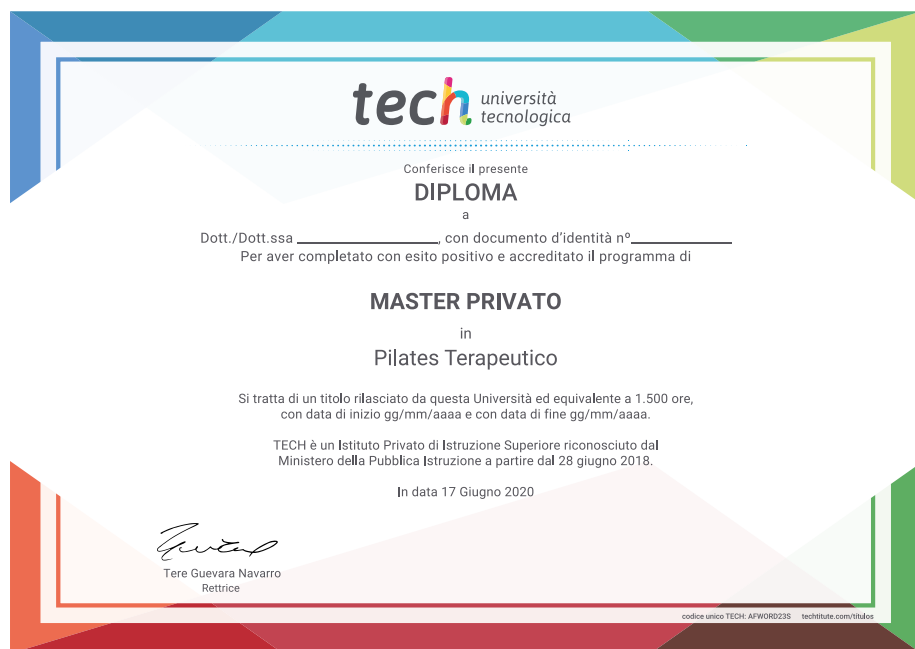 tech università
tecnologica
Conferisce il presente
DIPLOMA
a
Dott./Dott.ssa ____________________, con documento d'identità nº______________
Per aver completato con esito positivo e accreditato il programma di
MASTER PRIVATO
in
Pilates Terapeutico
Si tratta di un titolo rilasciato da questa Università ed equivalente a 1.500 ore,
con data di inizio gg/mm/aaaa e con data di fine gg/mm/aaaa.
TECH è un Istituto Privato di Istruzione Superiore riconosciuto dal
Ministero della Pubblica Istruzione a partire dal 28 giugno 2018.
In data 17 Giugno 2020
Tere Guevara Navarro
Rettrice
codice unico TECH: AFWORD23S techtitute.com/títulos